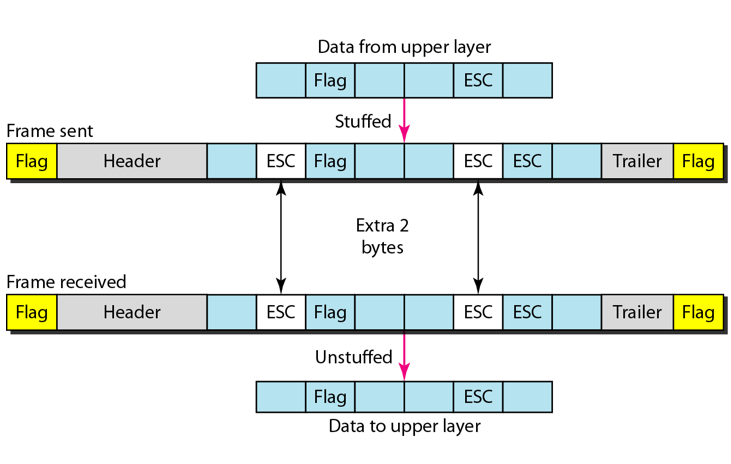 Data from upper layer
Flag ESC
Stuffed
Frame sent
Flag Header ESC Flag ESC ESC Trailer Flag
Extra 2
bytes
Frame received
Flag Header ESC Flag ESC ESC Trailer Flag
Unstuffed
Flag ESC
Data to upper layer